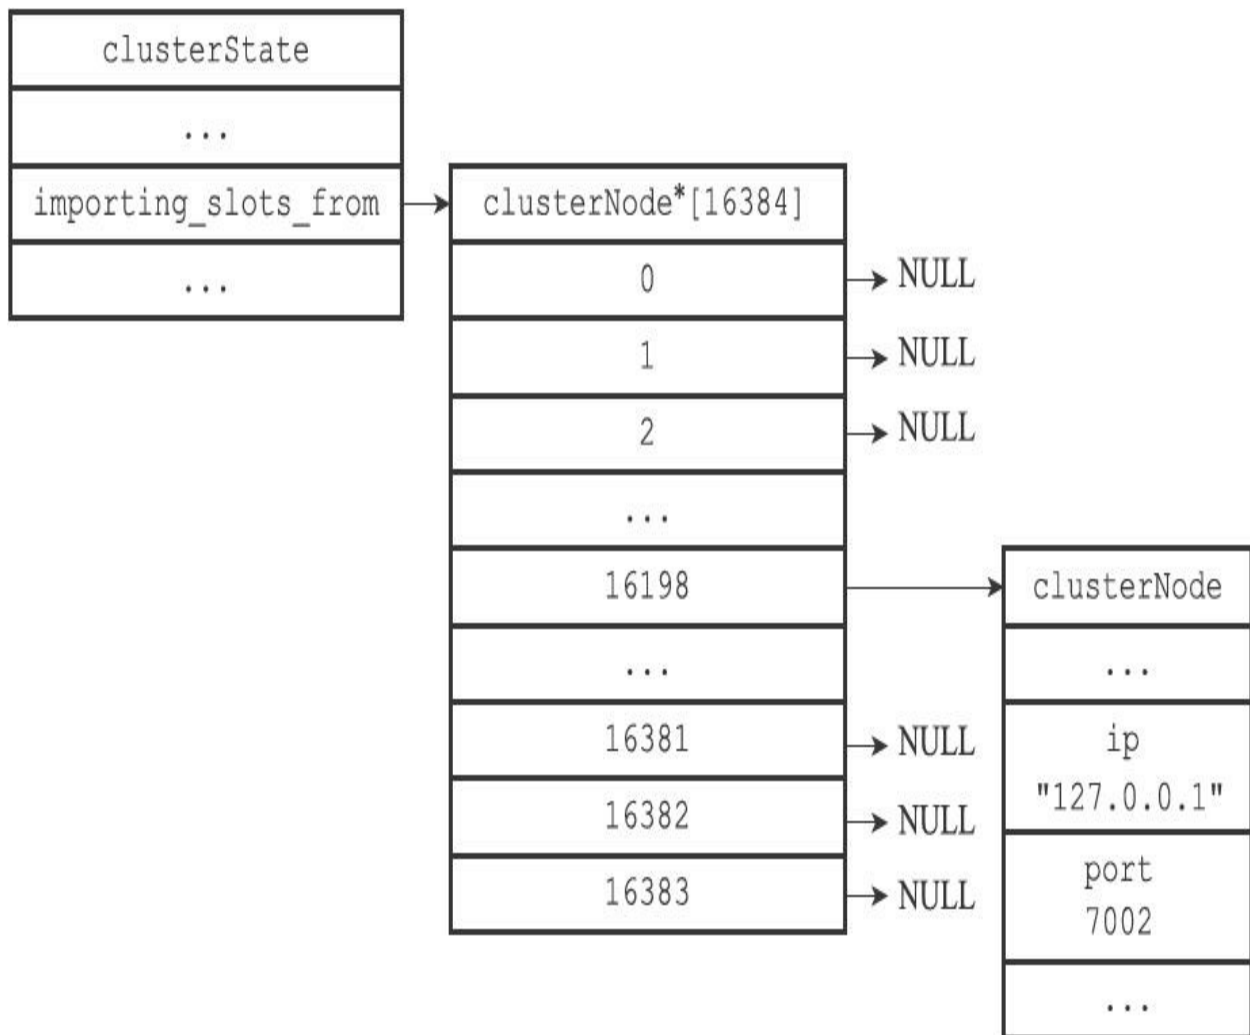 clusterState
...
importing_slots_from
...
clusterNode*[16384]
0
NULL
1
NULL
2
NULL
...
16198
...
16381
NULL
16382
NULL
16383
NULL
clusterNode
...
ip
"127.0.0.1"
port
7002
...